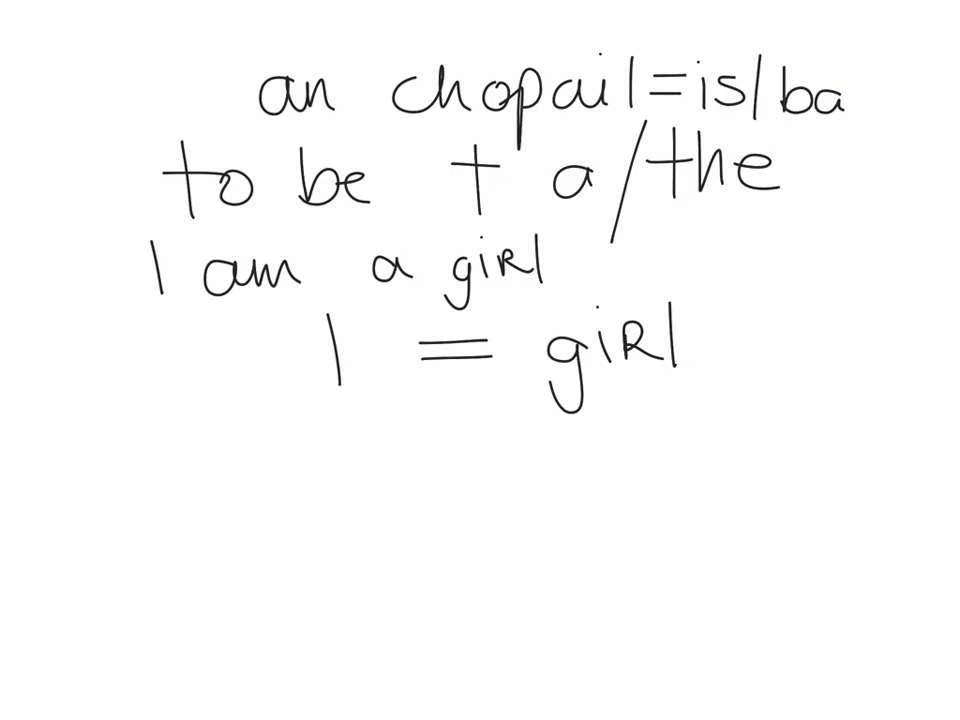 an chopail=is/ba
to be + a/the
I am a girl
I = girl